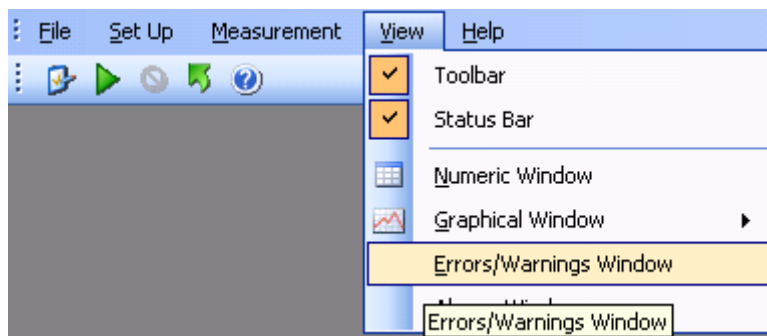 File Set Up Measurement View Help
Toolbar
Status Bar
Numeric Window
Graphical Window
Errors/Warnings Window
Errors/Warnings Window